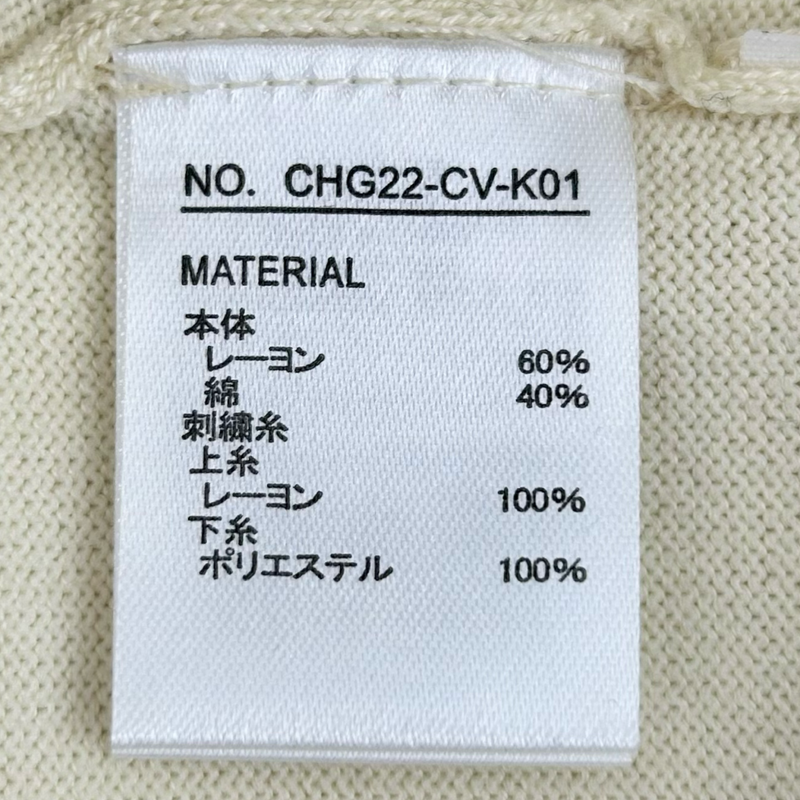 NO. CHG22-CV-K01
MATERIAL
本体
レーヨン 60%
綿 40%
刺繍糸
上糸
レーヨン 100%
下糸
ポリエステル 100%